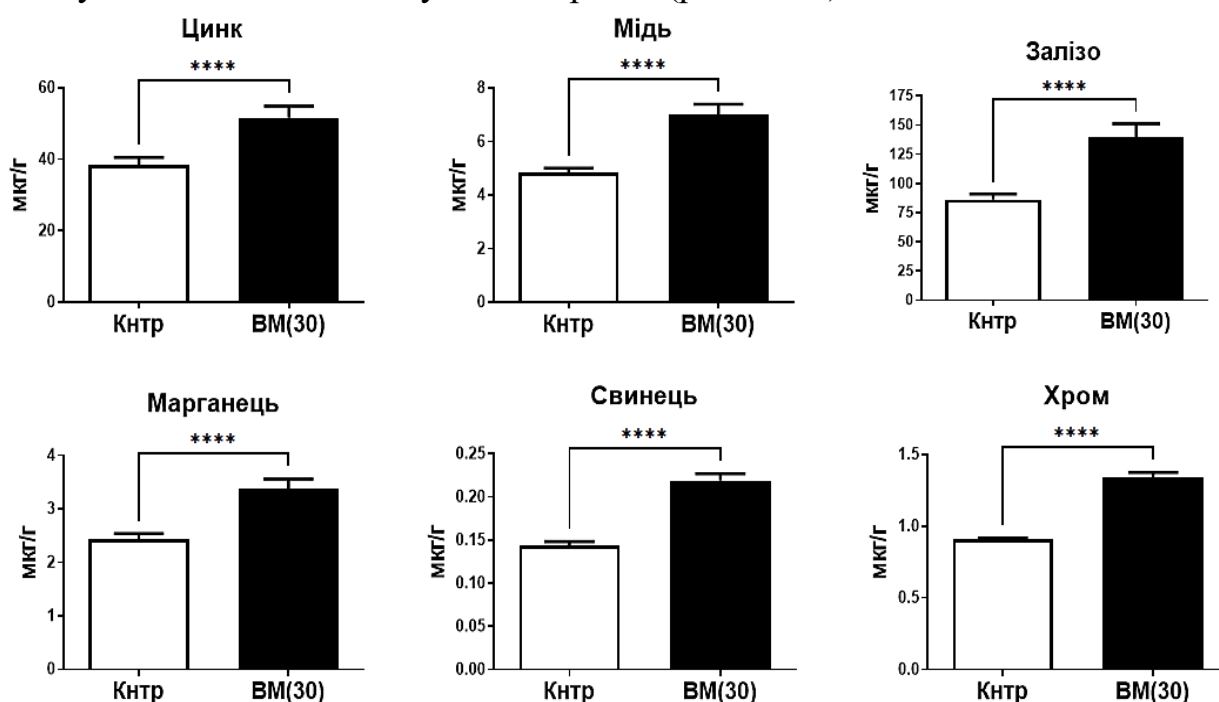 Цинк
****
60
40
20
0
мкг/г
Кнтр ВМ(30)
Мідь
****
8
6
4
2
0
мкг/г
Кнтр ВМ(30)
Залізо
****
175
150
125
100
75
50
25
0
мкг/г
Кнтр ВМ(30)
Марганець
****
4
3
2
1
0
мкг/г
Кнтр ВМ(30)
Свинець
****
0.25
0.20
0.15
0.10
0.05
0.00
мкг/г
Кнтр ВМ(30)
Хром
****
1.5
1.0
0.5
0.0
мкг/г
Кнтр ВМ(30)